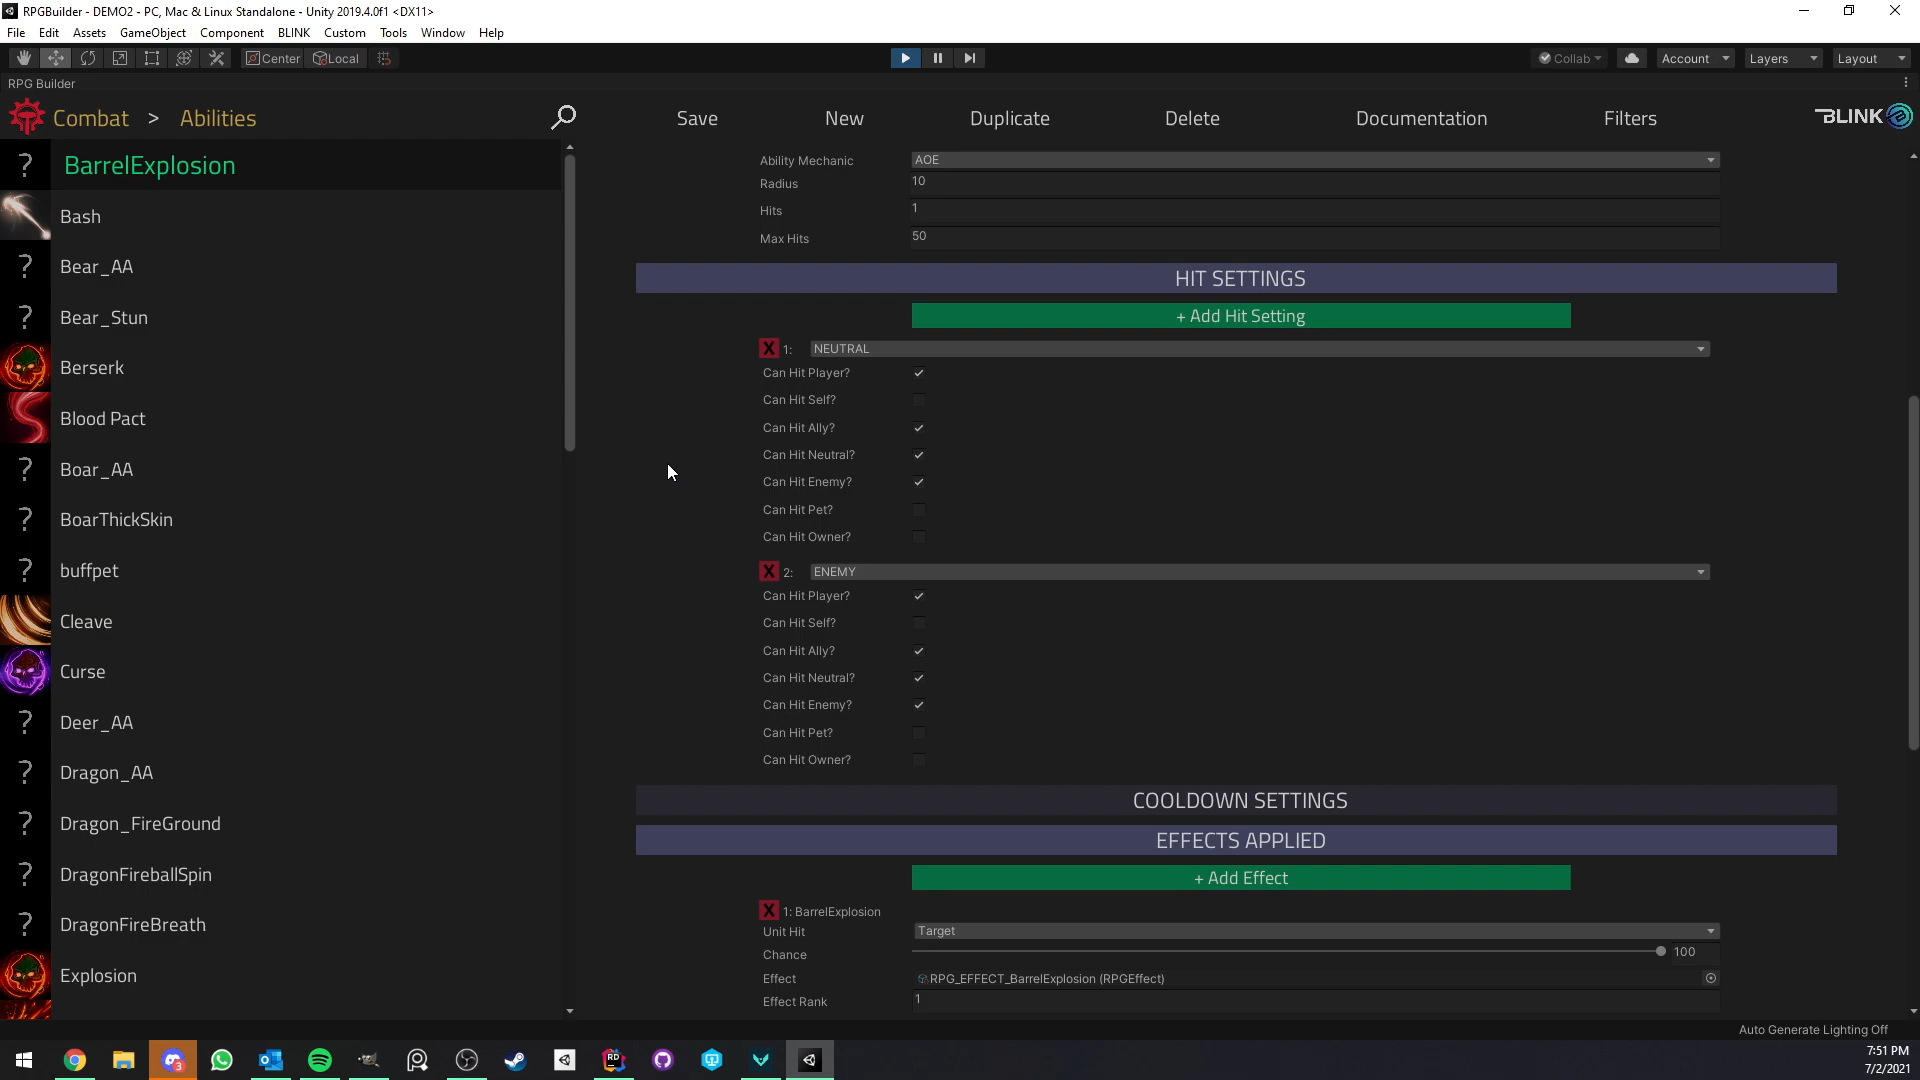 RPGBuilder - DEMO2 - PC, Mac & Linux Standalone - Unity 2019.4.0f1 <DX11>
File Edit Assets GameObject Component BLINK Custom Tools Window Help
Center Local Collab Account Layers Layout
RPG Builder
Combat > Abilities Save New Duplicate Delete Documentation Filters BLINK
? BarrelExplosion
Bash
? Bear_AA
? Bear_Stun
Berserk
Blood Pact
? Boar_AA
? BoarThickSkin
? buffpet
Cleave
Curse
? Deer_AA
? Dragon_AA
? Dragon_FireGround
? DragonFireballSpin
? DragonFireBreath
Explosion
Ability Mechanic AOE
Radius 10
Hits 1
Max Hits 50
HIT SETTINGS
+ Add Hit Setting
X 1: NEUTRAL
Can Hit Player?
Can Hit Self?
Can Hit Ally?
Can Hit Neutral?
Can Hit Enemy?
Can Hit Pet?
Can Hit Owner?
X 2: ENEMY
Can Hit Player?
Can Hit Self?
Can Hit Ally?
Can Hit Neutral?
Can Hit Enemy?
Can Hit Pet?
Can Hit Owner?
COOLDOWN SETTINGS
EFFECTS APPLIED
+ Add Effect
X 1: BarrelExplosion
Unit Hit Target
Chance 100
Effect RPG_EFFECT_BarrelExplosion (RPGEffect)
Effect Rank 1
Auto Generate Lighting Off
3
RD
7:51 PM
7/2/2021